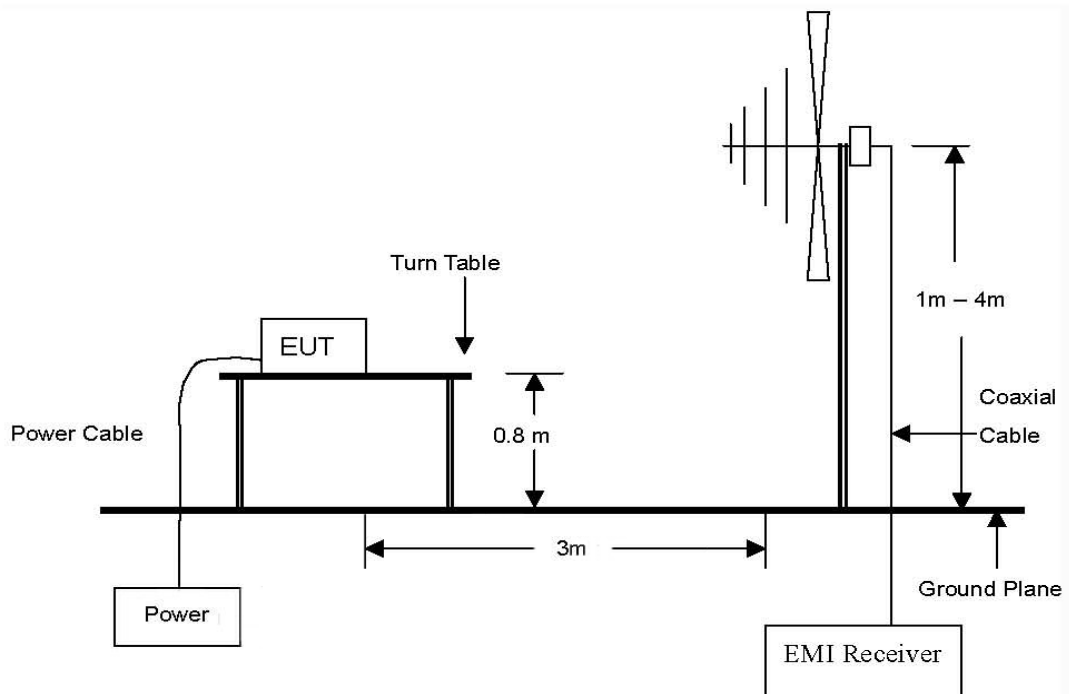 Turn Table
1m – 4m
EUT
Power Cable
0.8 m
Coaxial
Cable
3m
Ground Plane
Power
EMI Receiver